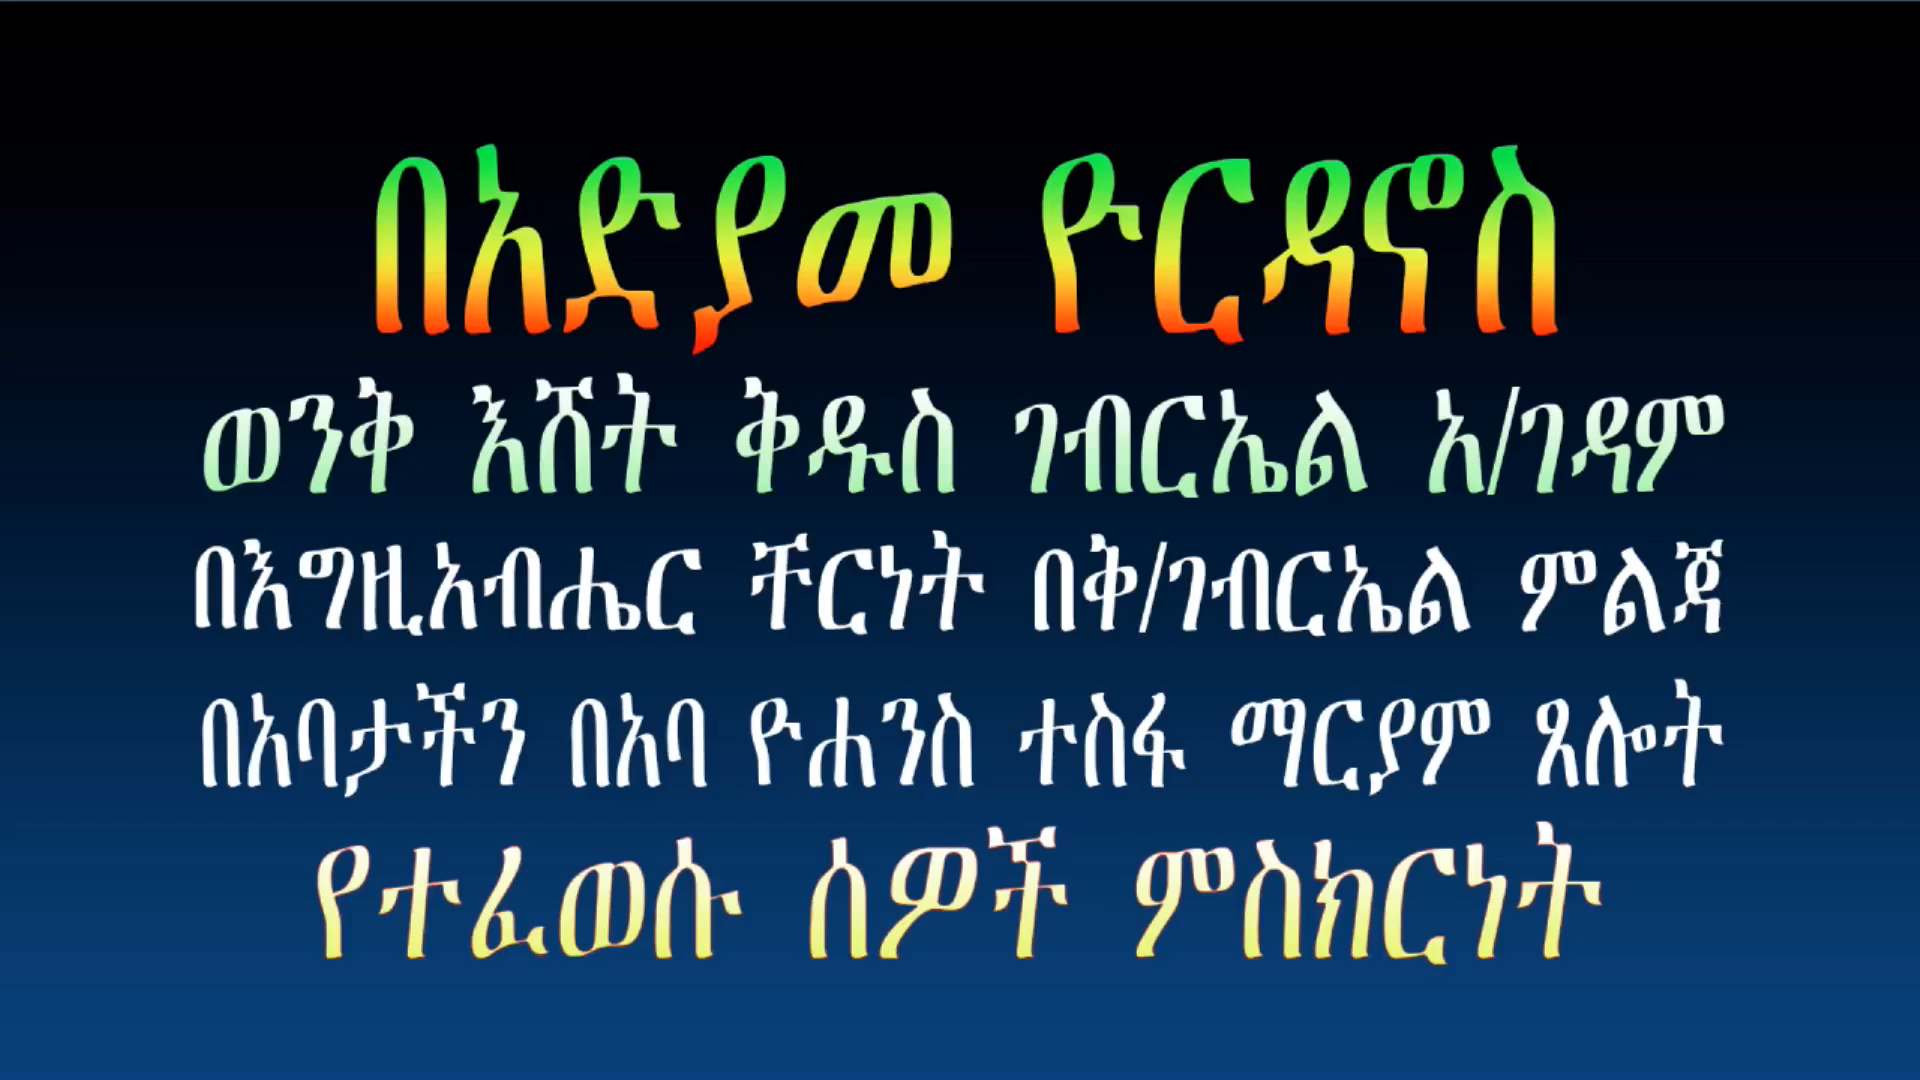 በአድያመ ዮርዳኖስ
ወንቅ እሸት ቅዱስ ገብርኤል አ/ገዳም
በእግዚአብሔር ቸርነት በቅ/ገብርኤል ምልጃ
በአባታችን በአባ ዮሐንስ ተስፋ ማርያም ጸሎት
የተፈወሱ ሰዎች ምስክርነት